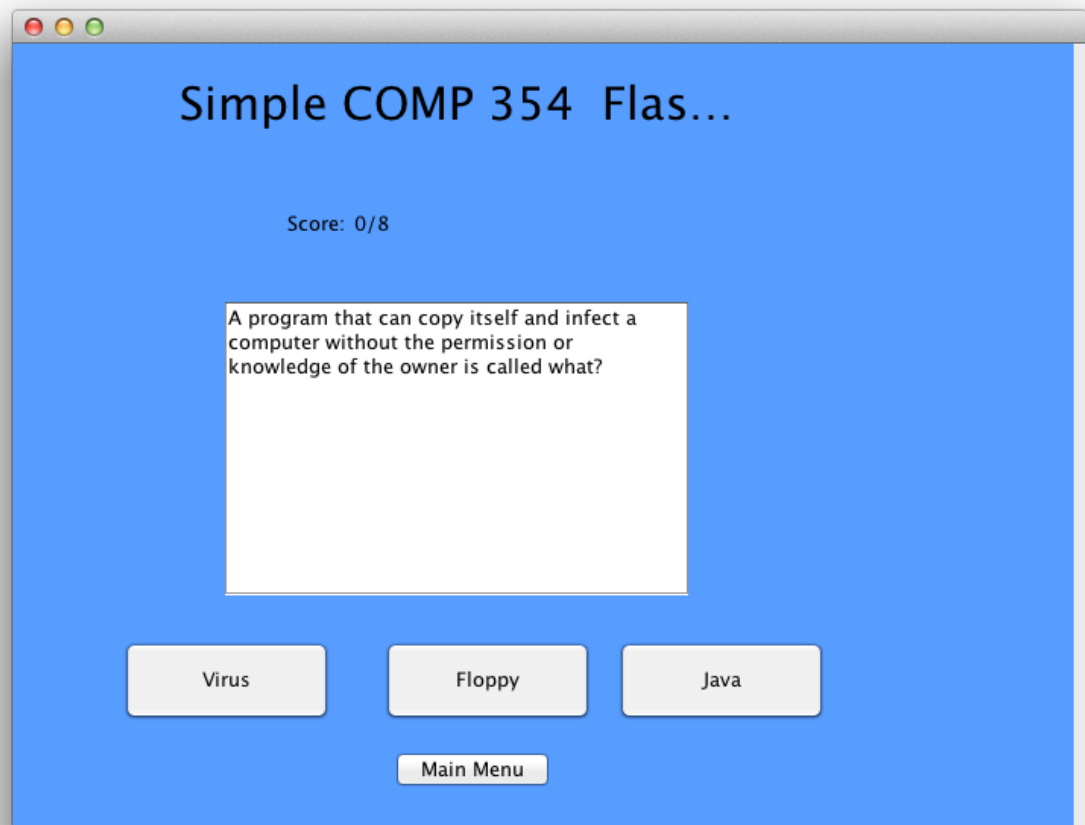 Simple COMP 354  Flas...
Score: 0/8
A program that can copy itself and infect a
computer without the permission or
knowledge of the owner is called what?
Virus
Floppy
Java
Main Menu